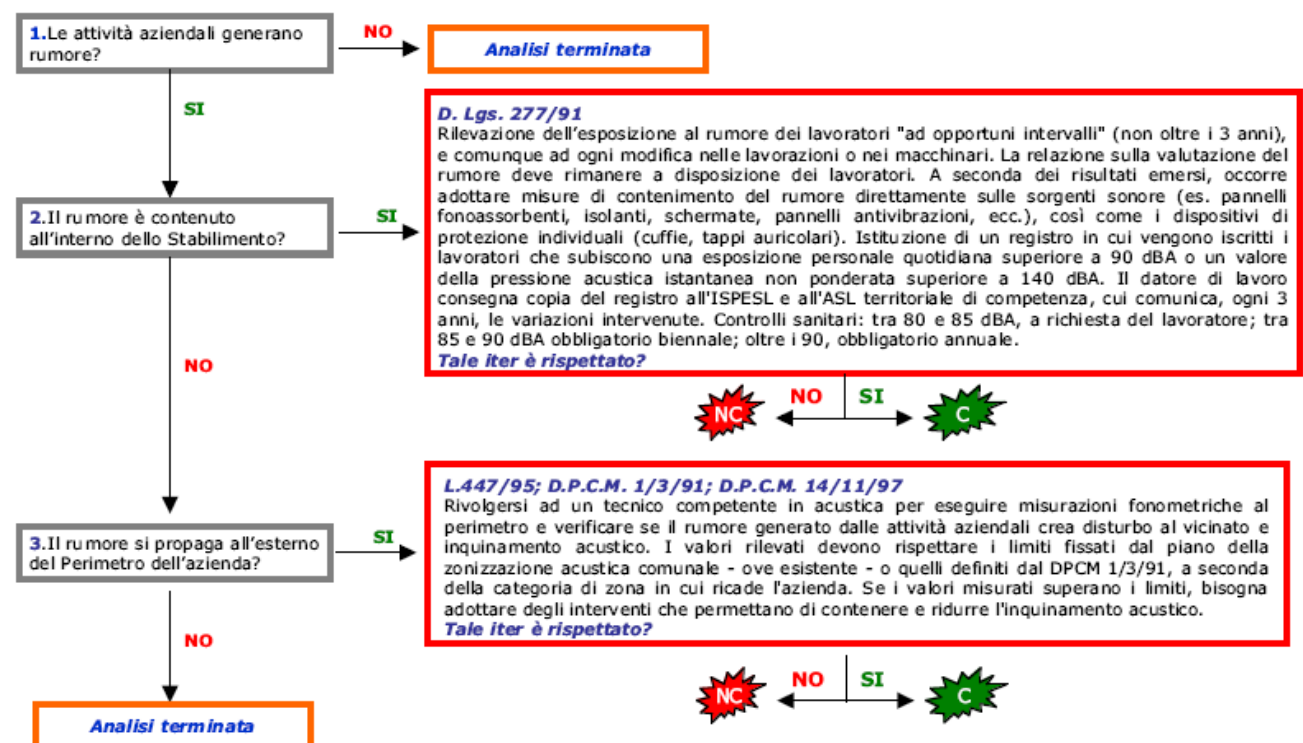 1.Le attività aziendali generano
rumore?
NO
Analisi terminata
SI
D. Lgs. 277/91
Rilevazione dell'esposizione al rumore dei lavoratori "ad opportuni intervalli" (non oltre i 3 anni),
e comunque ad ogni modifica nelle lavorazioni o nei macchinari. La relazione sulla valutazione del
rumore deve rimanere a disposizione dei lavoratori. A seconda dei risultati emersi, occorre
adottare misure di contenimento del rumore direttamente sulle sorgenti sonore (es. pannelli
fonoassorbenti, isolanti, schermate, pannelli antivibrazioni, ecc.), così come i dispositivi di
protezione individuali (cuffie, tappi auricolari). Istituzione di un registro in cui vengono iscritti i
lavoratori che subiscono una esposizione personale quotidiana superiore a 90 dBA o un valore
della pressione acustica istantanea non ponderata superiore a 140 dBA. Il datore di lavoro
consegna copia del registro all'ISPESL e all'ASL territoriale di competenza, cui comunica, ogni 3
anni, le variazioni intervenute. Controlli sanitari: tra 80 e 85 dBA, a richiesta del lavoratore; tra
85 e 90 dBA obbligatorio biennale; oltre i 90, obbligatorio annuale.
Tale iter è rispettato?
2.Il rumore è contenuto
all'interno dello Stabilimento?
SI
NO
NC
NO
SI
C
L.447/95; D.P.C.M. 1/3/91; D.P.C.M. 14/11/97
Rivolgersi ad un tecnico competente in acustica per eseguire misurazioni fonometriche al
perimetro e verificare se il rumore generato dalle attività aziendali crea disturbo al vicinato e
inquinamento acustico. I valori rilevati devono rispettare i limiti fissati dal piano della
zonizzazione acustica comunale - ove esistente - o quelli definiti dal DPCM 1/3/91, a seconda
della categoria di zona in cui ricade l'azienda. Se i valori misurati superano i limiti, bisogna
adottare degli interventi che permettano di contenere e ridurre l'inquinamento acustico.
Tale iter è rispettato?
3.Il rumore si propaga all'esterno
del Perimetro dell'azienda?
SI
NO
NC
NO
SI
C
Analisi terminata